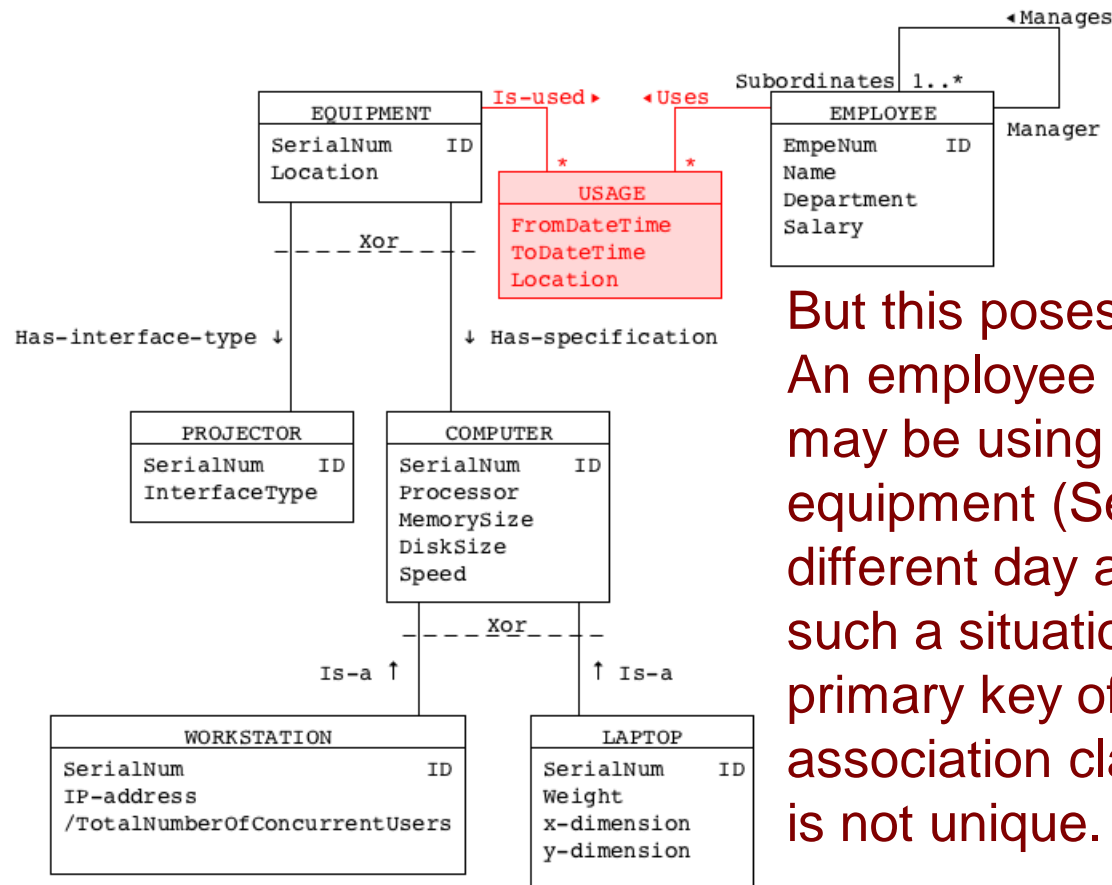 ◂Manages
Subordinates 1..*
Manager
Is-used ▸ ◂Uses
* *
EQUIPMENT
SerialNum ID
Location
USAGE
FromDateTime
ToDateTime
Location
EMPLOYEE
EmpeNum ID
Name
Department
Salary
Xor
Has-interface-type ↓
↓ Has-specification
But this poses
An employee
may be using
equipment (Se
different day a
such a situatio
primary key of
association cla
is not unique.
PROJECTOR
SerialNum ID
InterfaceType
COMPUTER
SerialNum ID
Processor
MemorySize
DiskSize
Speed
Xor
Is-a ↑
↑ Is-a
WORKSTATION
SerialNum ID
IP-address
/TotalNumberOfConcurrentUsers
LAPTOP
SerialNum ID
Weight
x-dimension
y-dimension